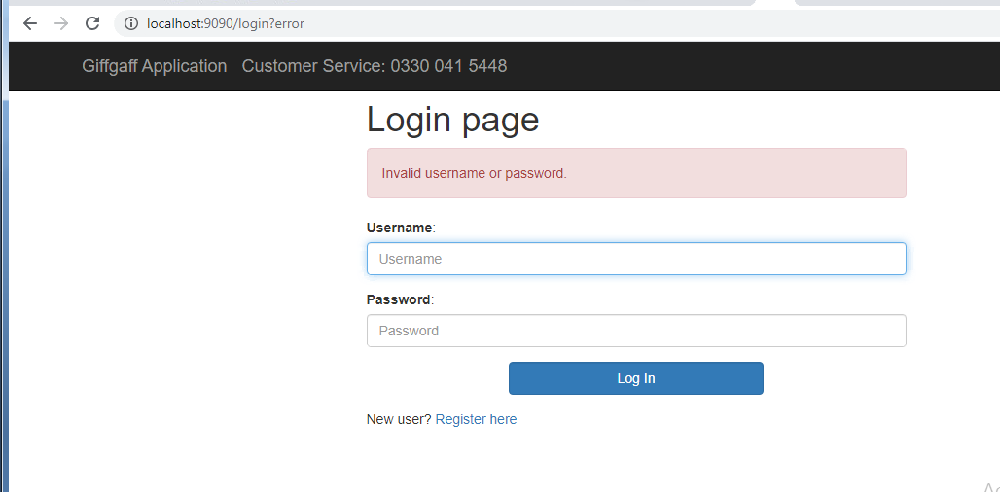 localhost:9090/login?error
Giffgaff Application Customer Service: 0330 041 5448
Login page
Invalid username or password.
Username:
Username
Password:
Password
Log In
New user? Register here